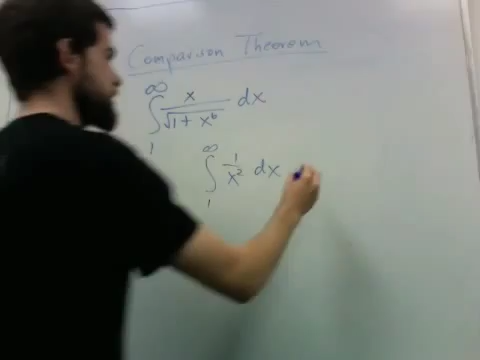 Comparison Theorem
∫₁^∞ x/√(1 + x⁶) dx
∫₁^∞ 1/x² dx